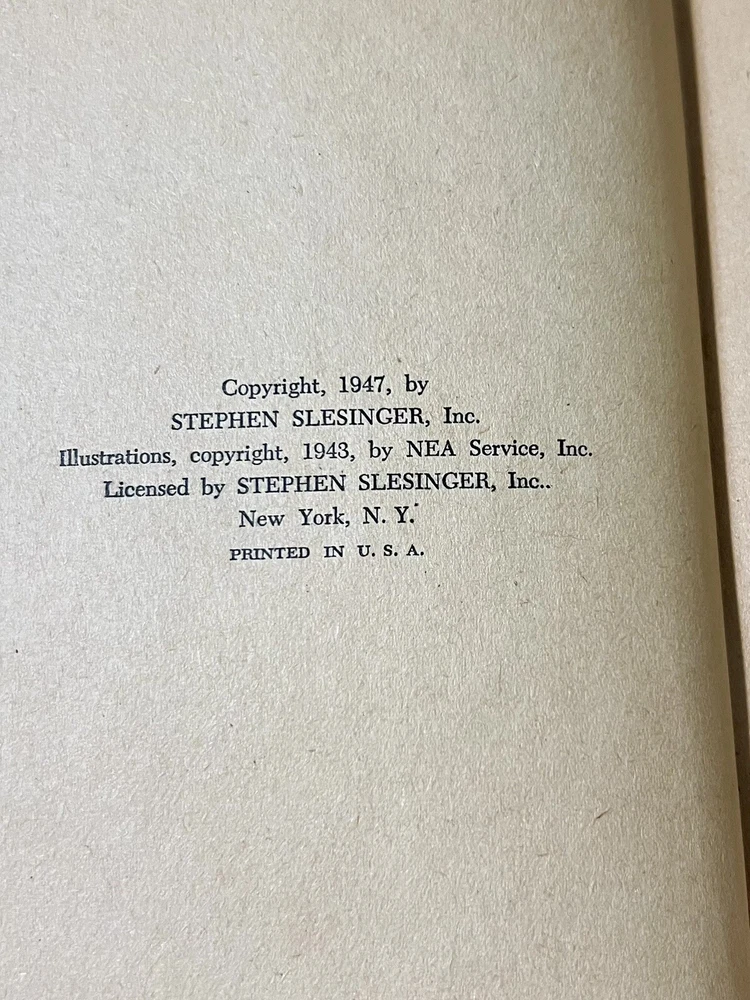 Copyright, 1947, by
STEPHEN SLESINGER, Inc.
Illustrations, copyright, 1943, by NEA Service, Inc.
Licensed by STEPHEN SLESINGER, Inc..
New York, N. Y.
PRINTED IN U. S. A.